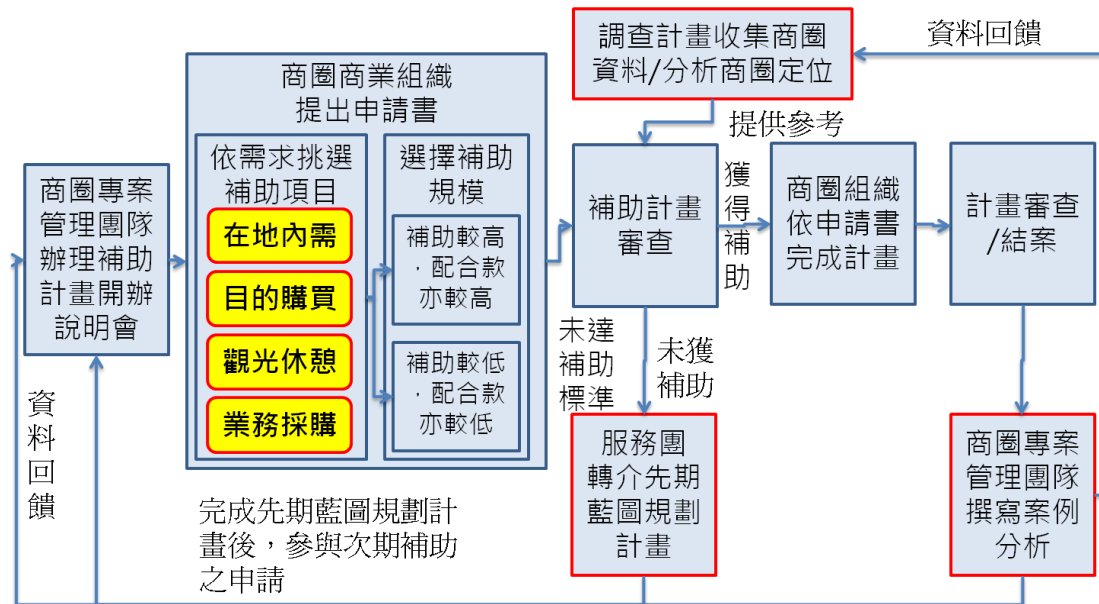 調查計畫收集商圈
資料/分析商圈定位
資料回饋
提供參考
商圈專案
管理團隊
辦理補助
計畫開辦
說明會
商圈商業組織
提出申請書
依需求挑選
補助項目
在地內需
目的購買
觀光休憩
業務採購
選擇補助
規模
補助較高
，配合款
亦較高
補助較低
，配合款
亦較低
補助計畫
審查
獲得補助
商圈組織
依申請書
完成計畫
計畫審查
/結案
未達
補助
標準
未獲
補助
服務團
轉介先期
藍圖規劃
計畫
商圈專案
管理團隊
撰寫案例
分析
資料回饋
完成先期藍圖規劃計
畫後，參與次期補助
之申請